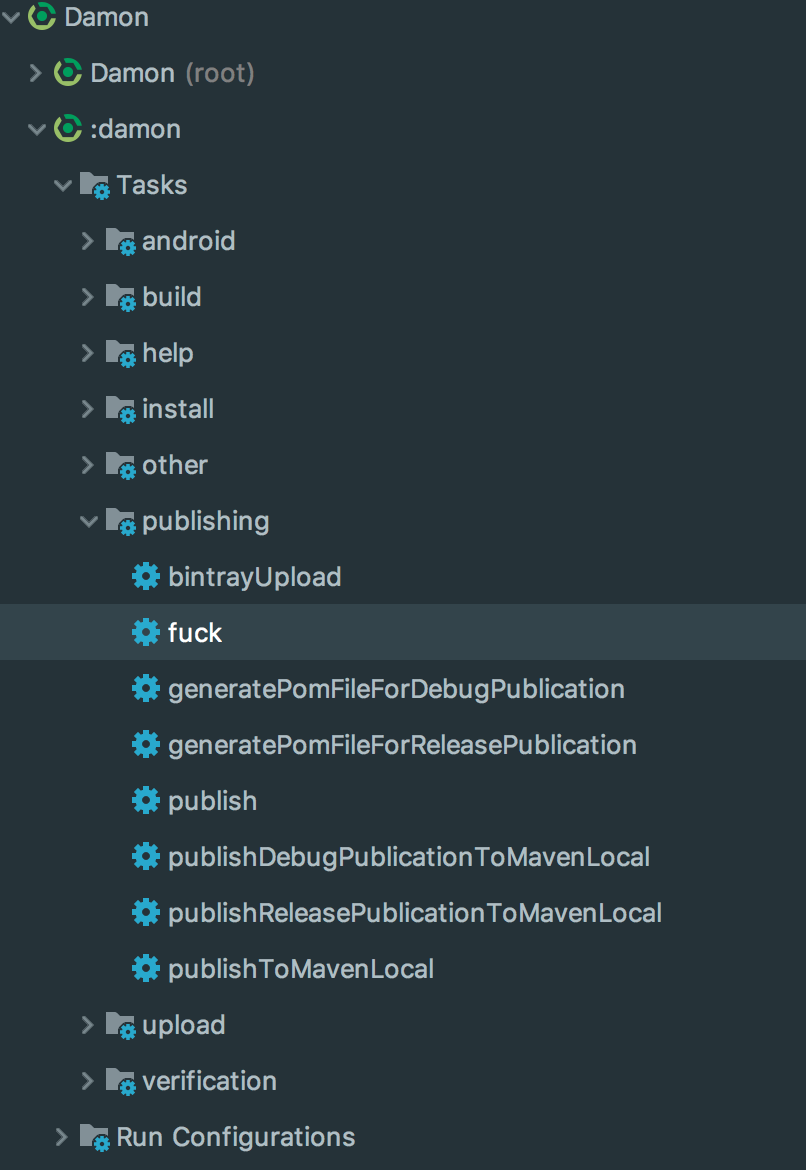 Damon
Damon (root)
:damon
Tasks
android
build
help
install
other
publishing
bintrayUpload
fuck
generatePomFileForDebugPublication
generatePomFileForReleasePublication
publish
publishDebugPublicationToMavenLocal
publishReleasePublicationToMavenLocal
publishToMavenLocal
upload
verification
Run Configurations